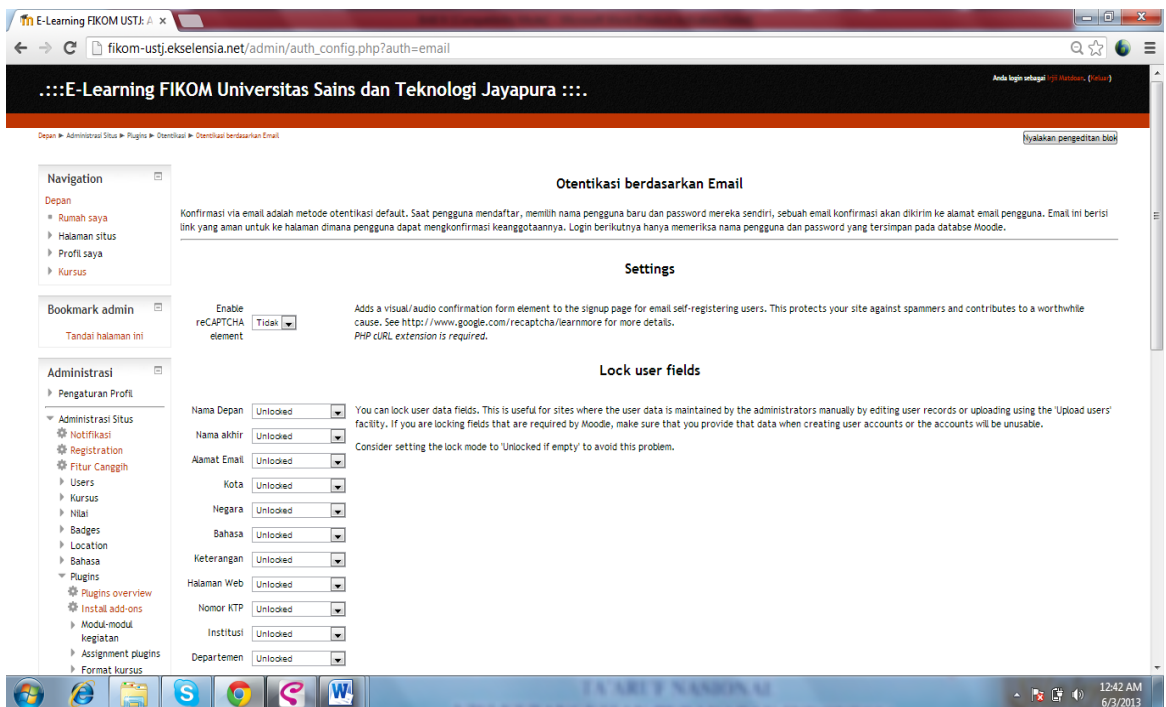 E-Learning FIKOM USTJ: A
fikom-ustj.ekselensia.net/admin/auth_config.php?auth=email
.:::E-Learning FIKOM Universitas Sains dan Teknologi Jayapura :::.
Anda login sebagai Irjii Matdoan. (Keluar)
Depan ► Administrasi Situs ► Plugins ► Otentikasi ► Otentikasi berdasarkan Email
Nyalakan pengeditan blok
Navigation
Depan
Rumah saya
Halaman situs
Profil saya
Kursus
Bookmark admin
Tandai halaman ini
Administrasi
Pengaturan Profil
Administrasi Situs
Notifikasi
Registration
Fitur Canggih
Users
Kursus
Nilai
Badges
Location
Bahasa
Plugins
Plugins overview
Install add-ons
Modul-modul
kegiatan
Assignment plugins
Format kursus
Otentikasi berdasarkan Email
Konfirmasi via email adalah metode otentikasi default. Saat pengguna mendaftar, memilih nama pengguna baru dan password mereka sendiri, sebuah email konfirmasi akan dikirim ke alamat email pengguna. Email ini berisi
link yang aman untuk ke halaman dimana pengguna dapat mengkonfirmasi keanggotaannya. Login berikutnya hanya memeriksa nama pengguna dan password yang tersimpan pada databse Moodle.
Settings
Enable
reCAPTCHA
element
Tidak
Adds a visual/audio confirmation form element to the signup page for email self-registering users. This protects your site against spammers and contributes to a worthwhile
cause. See http://www.google.com/recaptcha/learnmore for more details.
PHP cURL extension is required.
Lock user fields
Nama Depan Unlocked
Nama akhir Unlocked
Alamat Email Unlocked
Kota Unlocked
Negara Unlocked
Bahasa Unlocked
Keterangan Unlocked
Halaman Web Unlocked
Nomor KTP Unlocked
Institusi Unlocked
Departemen Unlocked
You can lock user data fields. This is useful for sites where the user data is maintained by the administrators manually by editing user records or uploading using the 'Upload users'
facility. If you are locking fields that are required by Moodle, make sure that you provide that data when creating user accounts or the accounts will be unusable.
Consider setting the lock mode to 'Unlocked if empty' to avoid this problem.
12:42 AM
6/3/2013